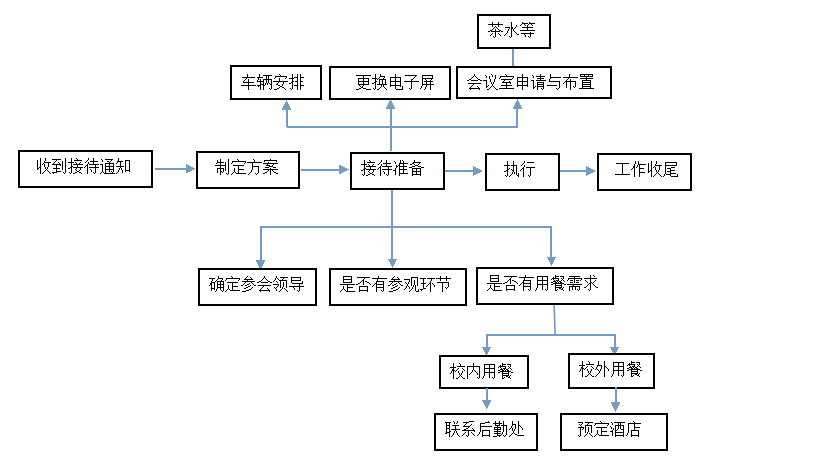 茶水等
车辆安排
更换电子屏
会议室申请与布置
收到接待通知
制定方案
接待准备
执行
工作收尾
确定参会领导
是否有参观环节
是否有用餐需求
校内用餐
校外用餐
联系后勤处
预定酒店